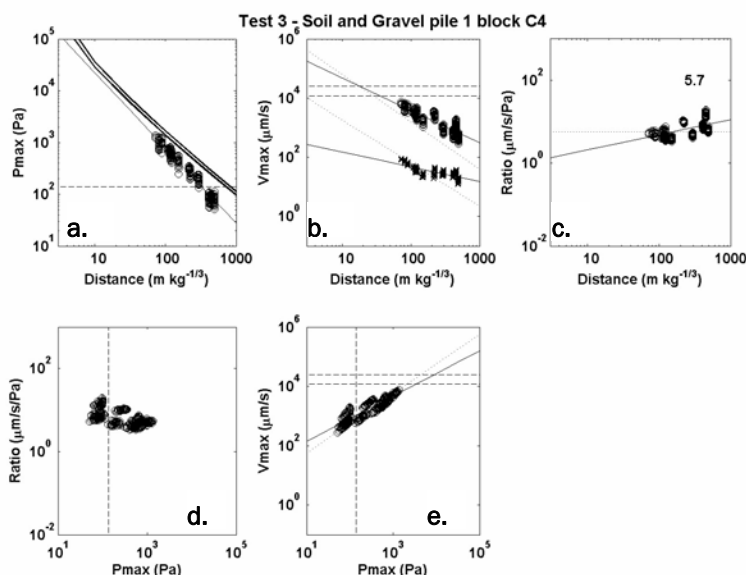 Test 3 - Soil and Gravel pile 1 block C4
10^5
10^4
10^3
10^2
10^1
Pmax (Pa)
a.
10
100
1000
Distance (m kg^-1/3)
10^6
10^4
10^2
10^0
Vmax (μm/s)
b.
10
100
1000
Distance (m kg^-1/3)
10^2
10^0
10^-2
Ratio (μm/s/Pa)
5.7
c.
10
100
1000
Distance (m kg^-1/3)
10^2
10^0
10^-2
Ratio (μm/s/Pa)
d.
10^1
10^3
10^5
Pmax (Pa)
10^6
10^4
10^2
10^0
Vmax (μm/s)
e.
10^1
10^3
10^5
Pmax (Pa)